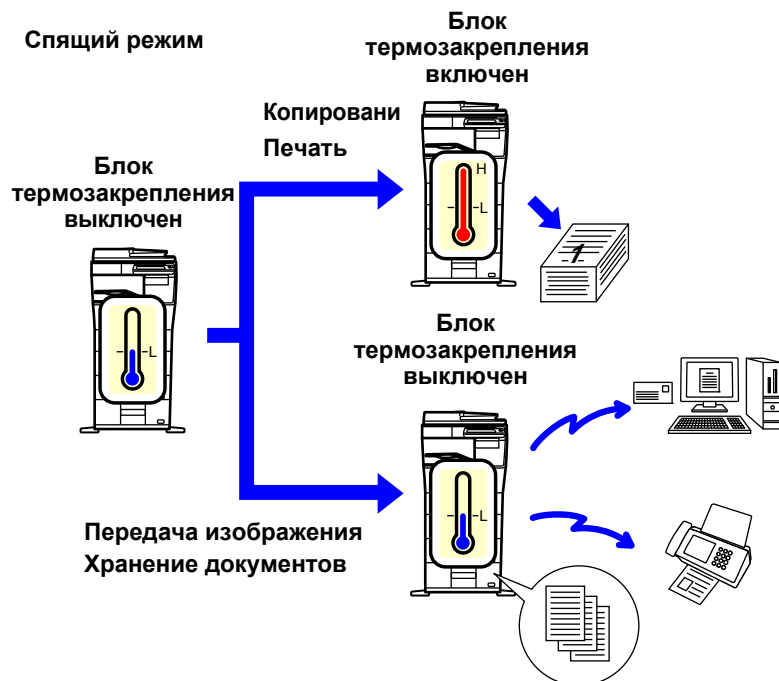 Спящий режим
Блок
термозакрепления
включен
Копировани
Печать
H
L
1
Блок
термозакрепления
выключен
L
Блок
термозакрепления
выключен
L
Передача изображения
Хранение документов